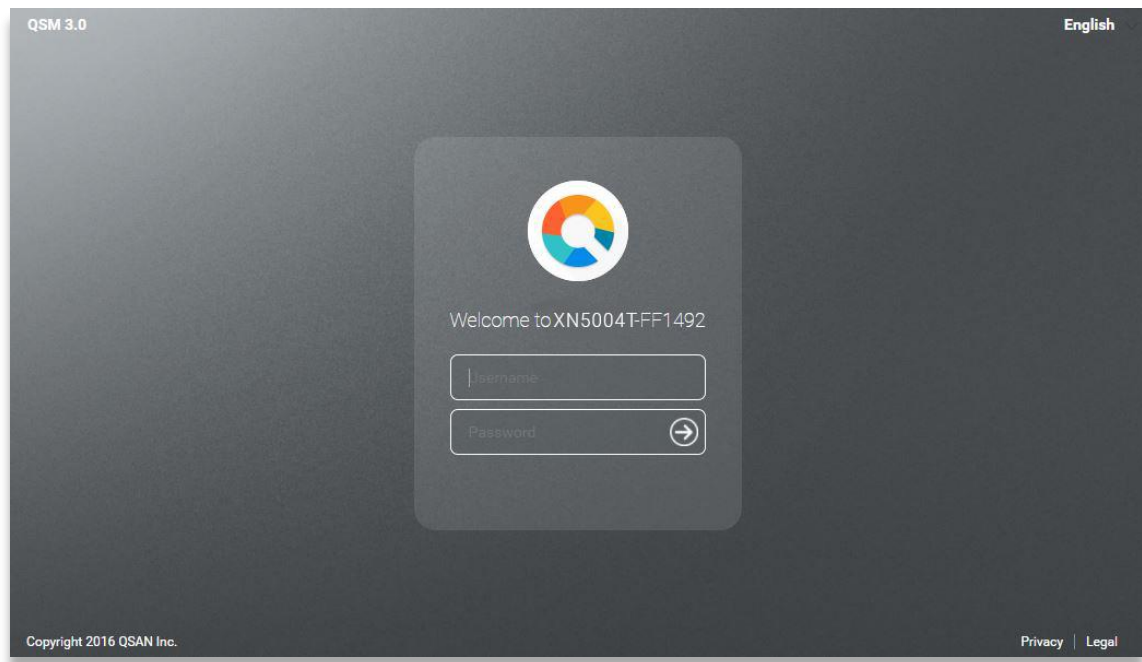 QSM 3.0
English
Welcome to XN5004T-FF1492
Username
Password
Copyright 2016 QSAN Inc.
Privacy | Legal